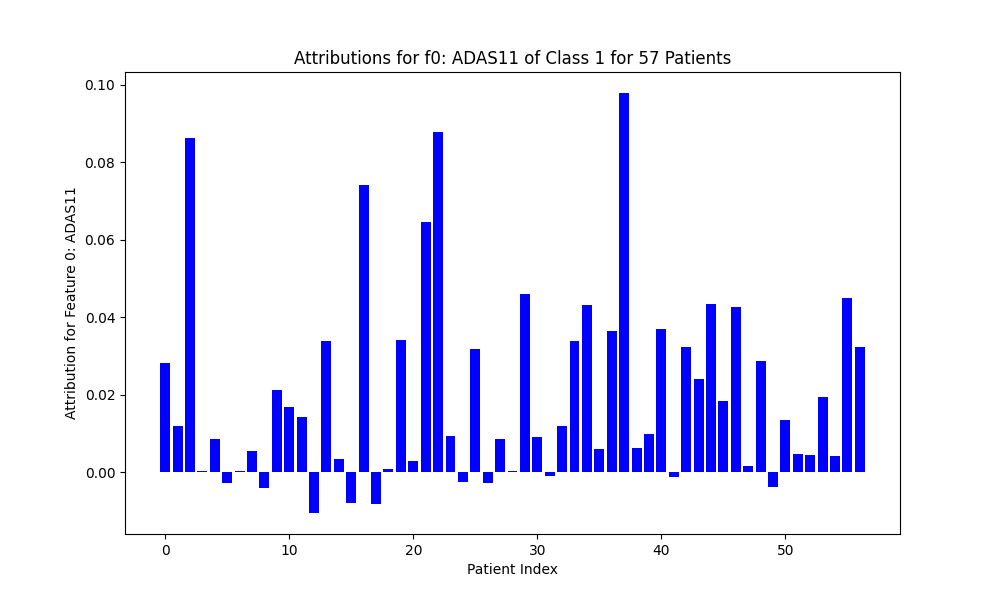 Attributions for f0: ADAS11 of Class 1 for 57 Patients
Attribution for Feature 0: ADAS11
0.10
0.08
0.06
0.04
0.02
0.00
0 10 20 30 40 50
Patient Index